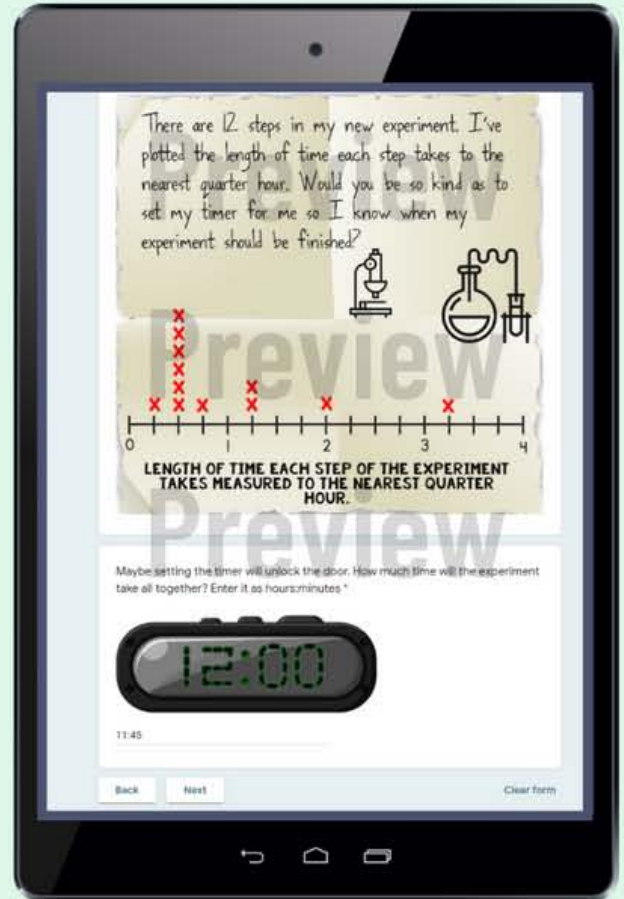 There are 12 steps in my new experiment. I've
plotted the length of time each step takes to the
nearest quarter hour. Would you be so kind as to
set my timer for me so I know when my
experiment should be finished?
Preview
Preview
X
X
X
X
X X
X X X X X X X
0 1 2 3 4
LENGTH OF TIME EACH STEP OF THE EXPERIMENT
TAKES MEASURED TO THE NEAREST QUARTER
HOUR.
Preview
Maybe setting the timer will unlock the door. How much time will the experiment
take all together? Enter it as hours:minutes *
12:00
11:45
Back Next Clear form